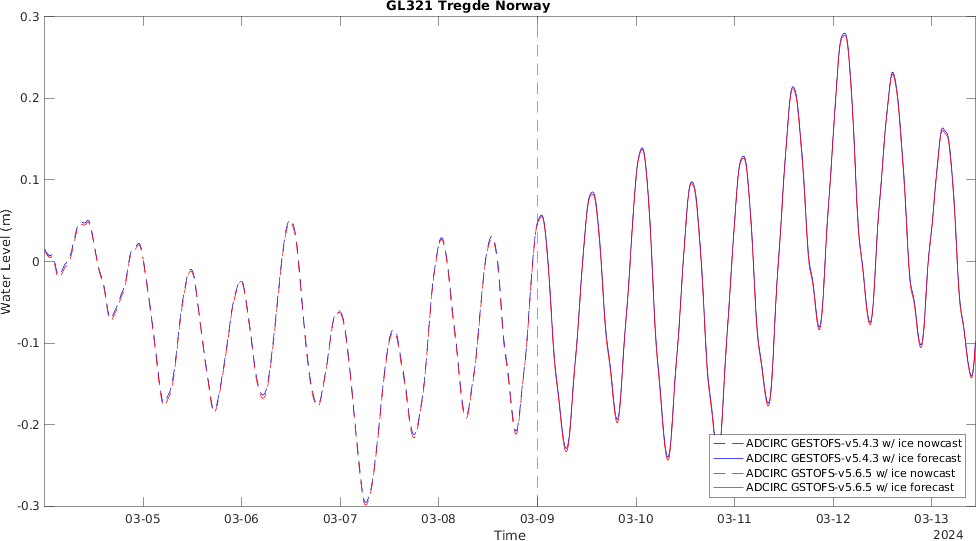 GL321 Tregde Norway
0.3
0.2
0.1
0
-0.1
-0.2
-0.3
Water Level (m)
ADCIRC GESTOFS-v5.4.3 w/ ice nowcast
ADCIRC GESTOFS-v5.4.3 w/ ice forecast
ADCIRC GSTOFS-v5.6.5 w/ ice nowcast
ADCIRC GSTOFS-v5.6.5 w/ ice forecast
03-05 03-06 03-07 03-08 03-09 03-10 03-11 03-12 03-13
Time
2024